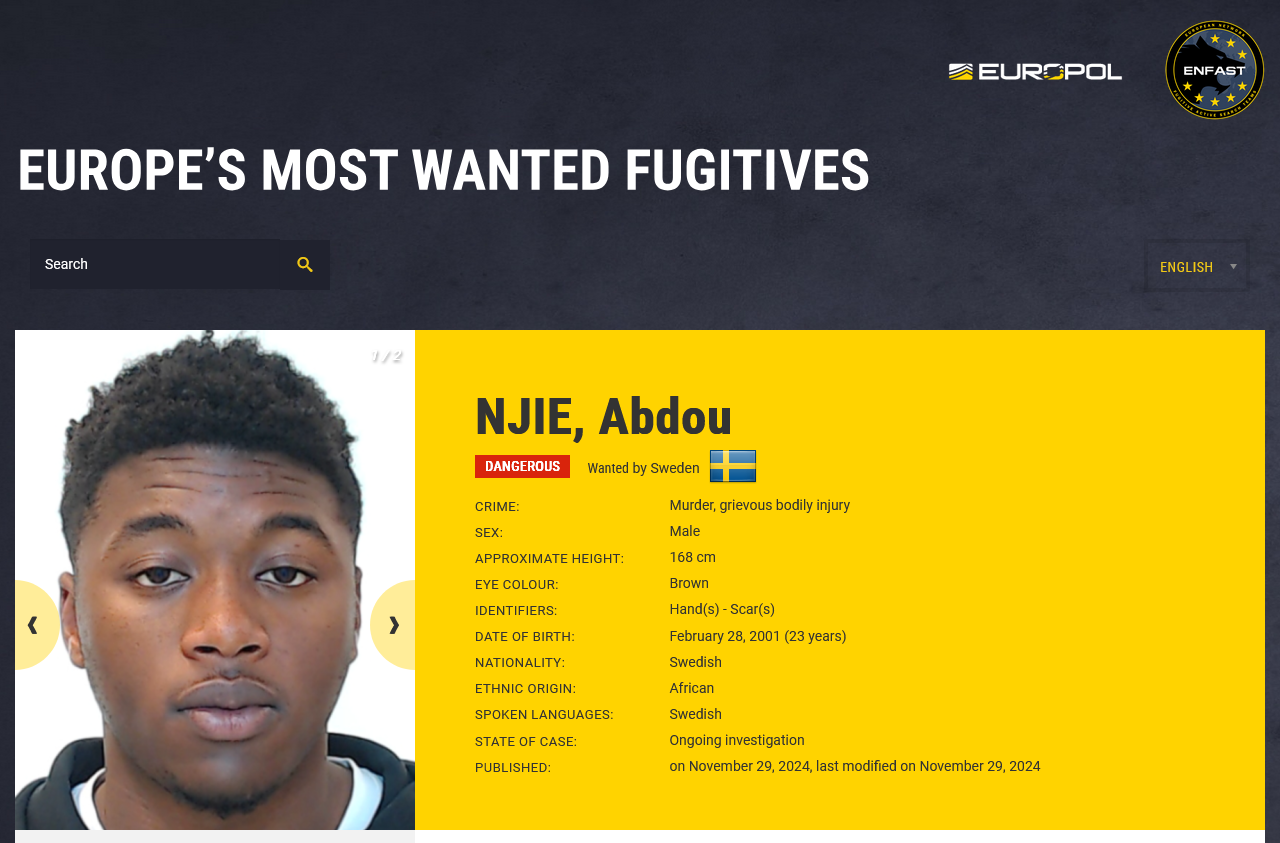 EUROPOL
ENFAST
EUROPE’S MOST WANTED FUGITIVES
Search
ENGLISH
1 / 2
NJIE, Abdou
DANGEROUS Wanted by Sweden
CRIME: Murder, grievous bodily injury
SEX: Male
APPROXIMATE HEIGHT: 168 cm
EYE COLOUR: Brown
IDENTIFIERS: Hand(s) - Scar(s)
DATE OF BIRTH: February 28, 2001 (23 years)
NATIONALITY: Swedish
ETHNIC ORIGIN: African
SPOKEN LANGUAGES: Swedish
STATE OF CASE: Ongoing investigation
PUBLISHED: on November 29, 2024, last modified on November 29, 2024